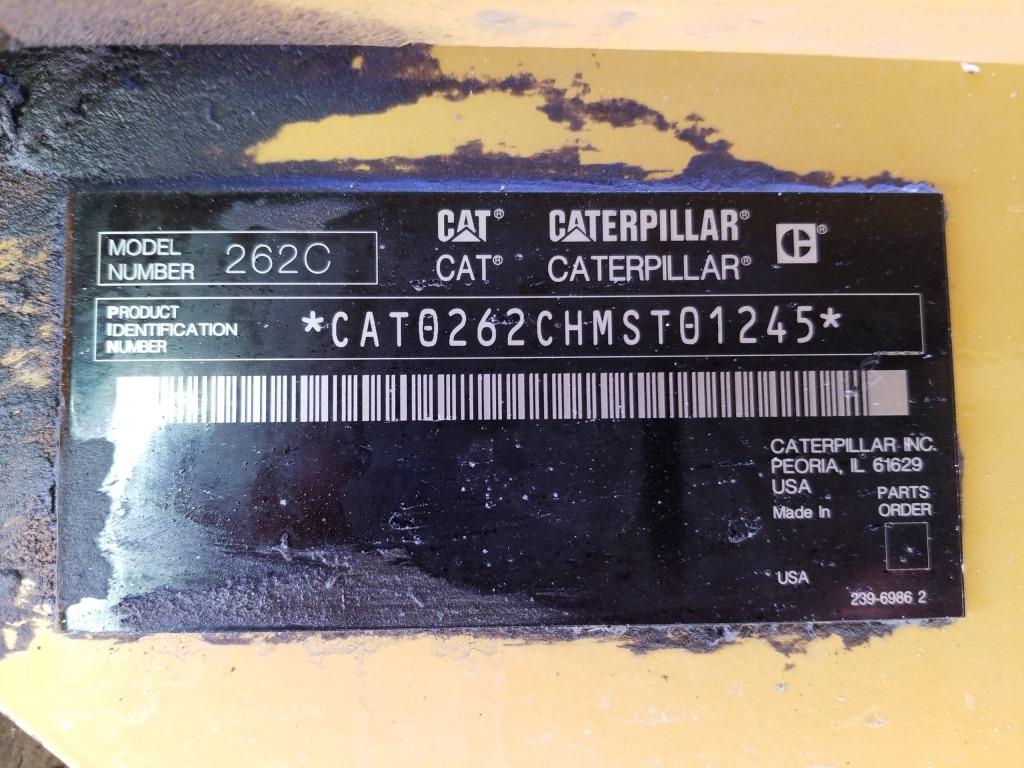 CAT® CATERPILLAR® C®
CAT® CATERPILLAR®
MODEL
NUMBER 262C
PRODUCT
IDENTIFICATION
NUMBER
*CAT0262CHMST01245*
CATERPILLAR INC.
PEORIA, IL 61629
USA
Made In
PARTS
ORDER
USA
239-6986 2